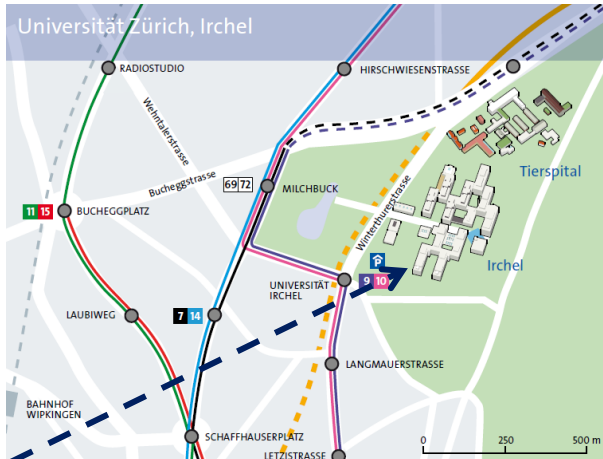 Universität Zürich, Irchel
RADIOSTUDIO
HIRSCHWIESENSTRASSE
Wehntalerstrasse
Bucheggstrasse
69 72
MILCHBUCK
Tierspital
Winterthurerstrasse
11 15
BUCHEGGPLATZ
P
Irchel
UNIVERSITÄT
IRCHEL
9 10
7 14
LAUBIWEG
LANGMAUERSTRASSE
BAHNHOF
WIPKINGEN
SCHAFFHAUSERPLATZ
LETZISTRASSE
0 250 500 m